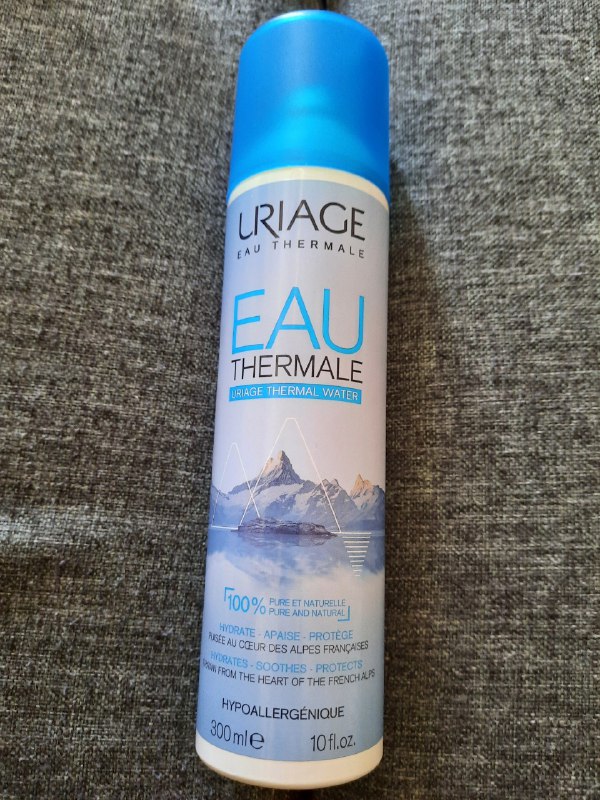 URIAGE
EAU THERMALE
EAU
THERMALE
URIAGE THERMAL WATER
100% PURE ET NATURELLE
PURE AND NATURAL
HYDRATE - APAISE - PROTÈGE
PUISÉE AU CŒUR DES ALPES FRANÇAISES
HYDRATES - SOOTHES - PROTECTS
FROM THE HEART OF THE FRENCH ALPS
HYPOALLERGÉNIQUE
300 ml e 10 fl.oz.